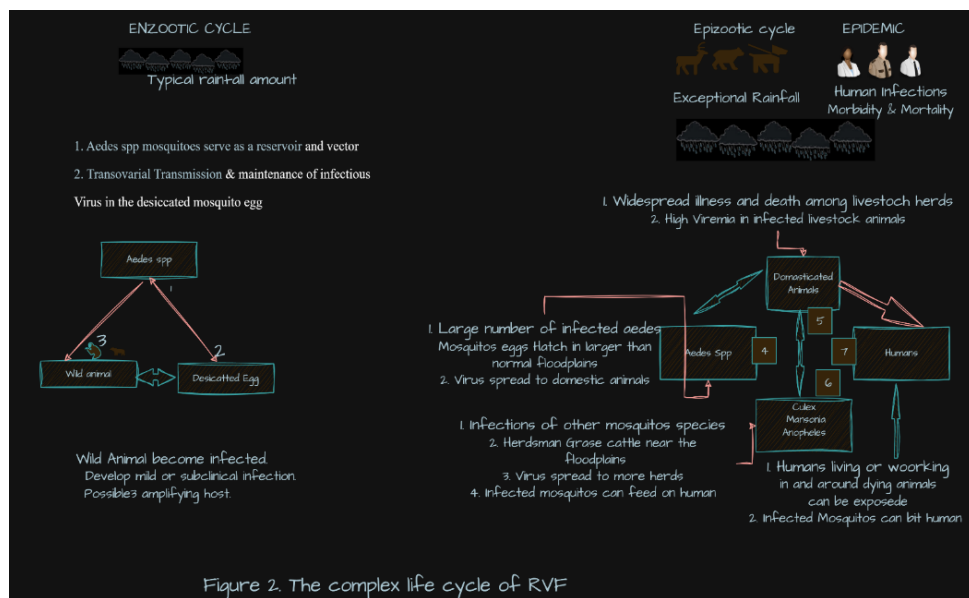 ENZOOTIC CYCLE
Typical rainfall amount
1. Aedes spp mosquitoes serve as a reservoir and vector
2. Transovarial Transmission & maintenance of infectious
Virus in the desiccated mosquito egg
Aedes spp
1
3
2
Wild animal
Desicatted Egg
Wild Animal become infected.
Develop mild or subclinical infection.
Possible3 amplifying host.
Epizootic cycle
EPIDEMIC
Exceptional Rainfall
Human Infections
Morbidity & Mortality
1. Widespread illness and death among livestoch herds
2. High Viremia in infected livestock animals
Domasticated
Animals
5
1. Large number of infected aedes
Mosquitos eggs Hatch in larger than
normal floodplains
2. Virus spread to domestic animals
Aedes Spp
4
7
Humans
6
Culex
Mansonia
Anopheles
1. Infections of other mosquitos species
2. Herdsman Grase cattle near the
floodplains
3. Virus spread to more herds
4. Infected mosquitos can feed on human
1. Humans living or woorking
in and around dying animals
can be exposede
2. Infected Mosquitos can bit human
Figure 2. The complex life cycle of RVF